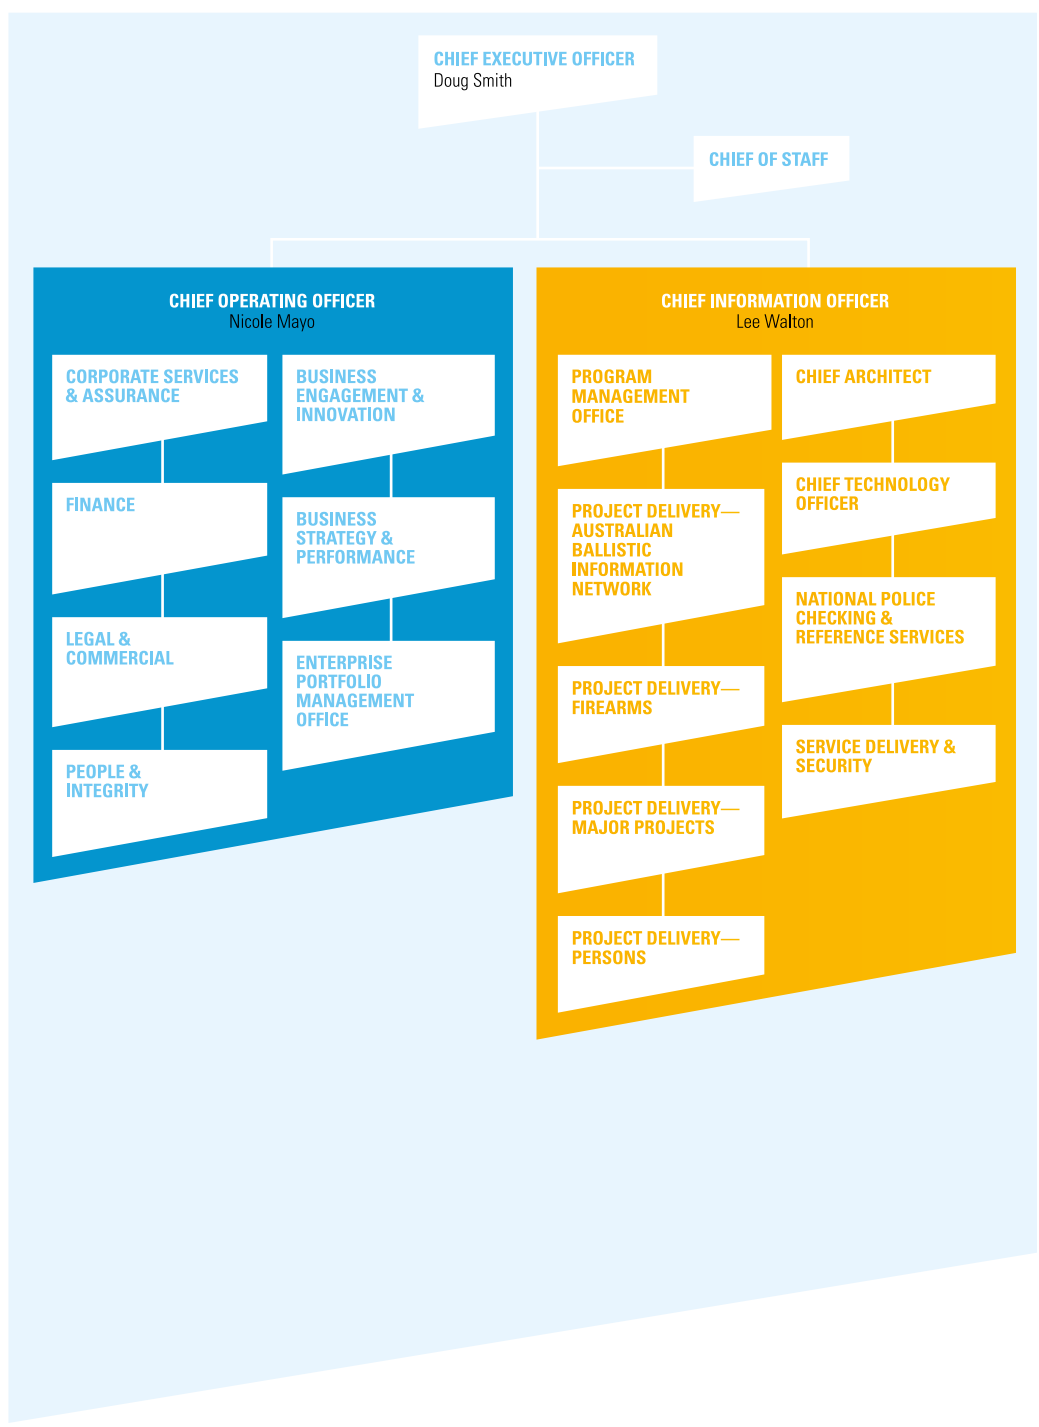 CHIEF EXECUTIVE OFFICER
Doug Smith
CHIEF OF STAFF
CHIEF OPERATING OFFICER
Nicole Mayo
CORPORATE SERVICES
& ASSURANCE
FINANCE
LEGAL &
COMMERCIAL
PEOPLE &
INTEGRITY
BUSINESS
ENGAGEMENT &
INNOVATION
BUSINESS
STRATEGY &
PERFORMANCE
ENTERPRISE
PORTFOLIO
MANAGEMENT
OFFICE
CHIEF INFORMATION OFFICER
Lee Walton
PROGRAM
MANAGEMENT
OFFICE
PROJECT DELIVERY—
AUSTRALIAN
BALLISTIC
INFORMATION
NETWORK
PROJECT DELIVERY—
FIREARMS
PROJECT DELIVERY—
MAJOR PROJECTS
PROJECT DELIVERY—
PERSONS
CHIEF ARCHITECT
CHIEF TECHNOLOGY
OFFICER
NATIONAL POLICE
CHECKING &
REFERENCE SERVICES
SERVICE DELIVERY &
SECURITY